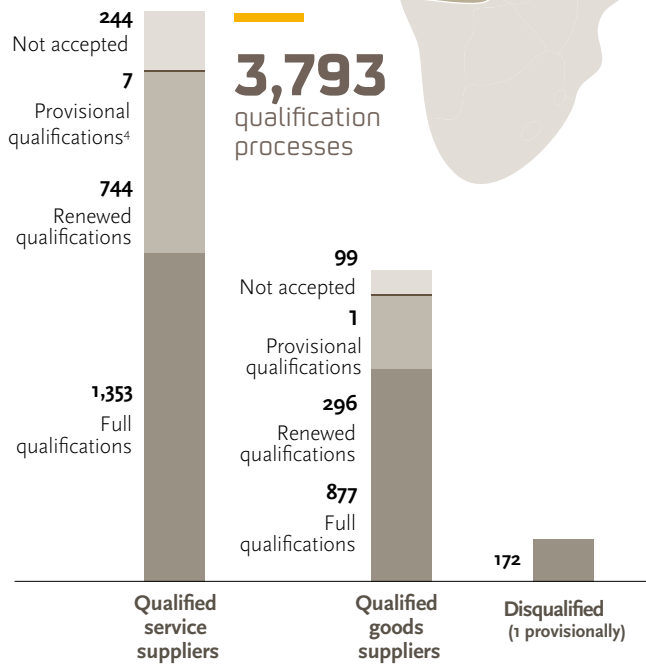 244
Not accepted
7
Provisional
qualifications⁴
744
Renewed
qualifications
1,353
Full
qualifications
3,793
qualification
processes
99
Not accepted
1
Provisional
qualifications
296
Renewed
qualifications
877
Full
qualifications
172
Qualified
service
suppliers
Qualified
goods
suppliers
Disqualified
(1 provisionally)